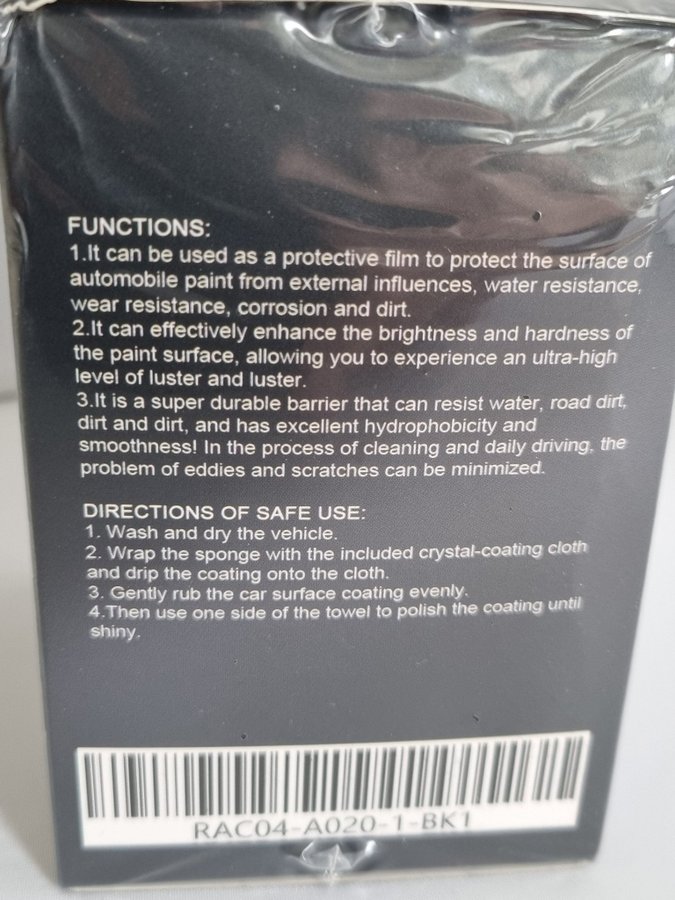 FUNCTIONS:
1.It can be used as a protective film to protect the surface of
automobile paint from external influences, water resistance,
wear resistance, corrosion and dirt.
2.It can effectively enhance the brightness and hardness of
the paint surface, allowing you to experience an ultra-high
level of luster and luster.
3.It is a super durable barrier that can resist water, road dirt,
dirt and dirt, and has excellent hydrophobicity and
smoothness! In the process of cleaning and daily driving, the
problem of eddies and scratches can be minimized.
DIRECTIONS OF SAFE USE:
1. Wash and dry the vehicle.
2. Wrap the sponge with the included crystal-coating cloth
and drip the coating onto the cloth.
3. Gently rub the car surface coating evenly.
4.Then use one side of the towel to polish the coating until
shiny.
RAC04-A020-1-BK1